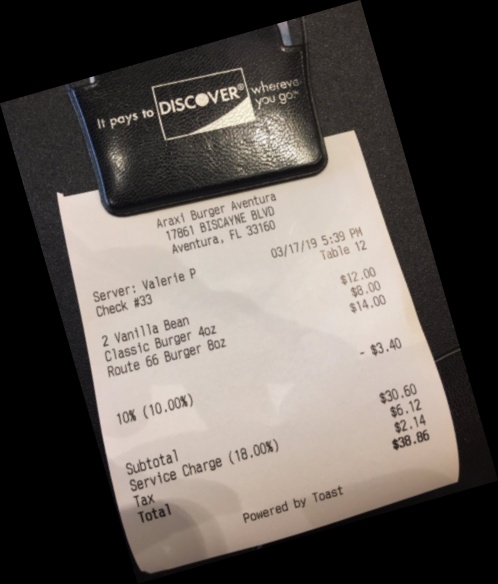 It pays to DISCOVER® wherever you go.™
Araxi Burger Aventura
17861 BISCAYNE BLVD
Aventura, FL 33160
03/17/19 5:39 PM
Server: Valerie P Table 12
Check #33
2 Vanilla Bean $12.00
Classic Burger 4oz $8.00
Route 66 Burger 8oz $14.00
10% (10.00%) - $3.40
Subtotal $30.60
Service Charge (18.00%) $6.12
Tax $2.14
Total $38.86
Powered by Toast